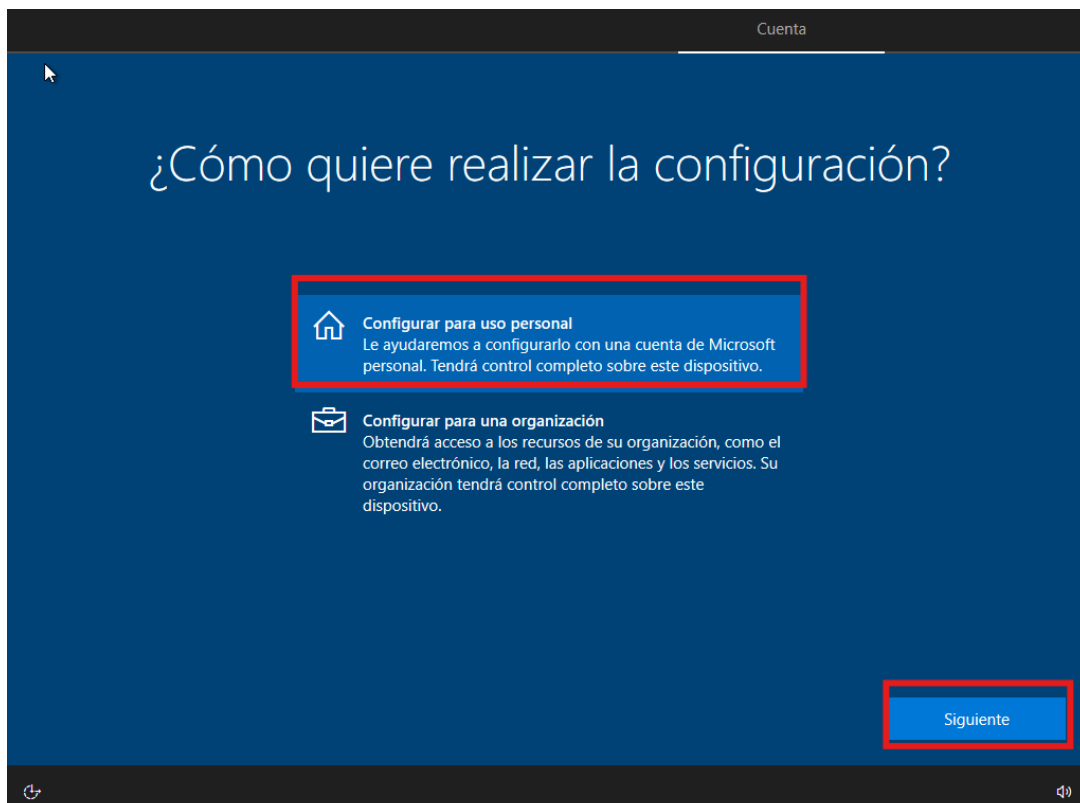 Cuenta
¿Cómo quiere realizar la configuración?
Configurar para uso personal
Le ayudaremos a configurarlo con una cuenta de Microsoft
personal. Tendrá control completo sobre este dispositivo.
Configurar para una organización
Obtendrá acceso a los recursos de su organización, como el
correo electrónico, la red, las aplicaciones y los servicios. Su
organización tendrá control completo sobre este
dispositivo.
Siguiente